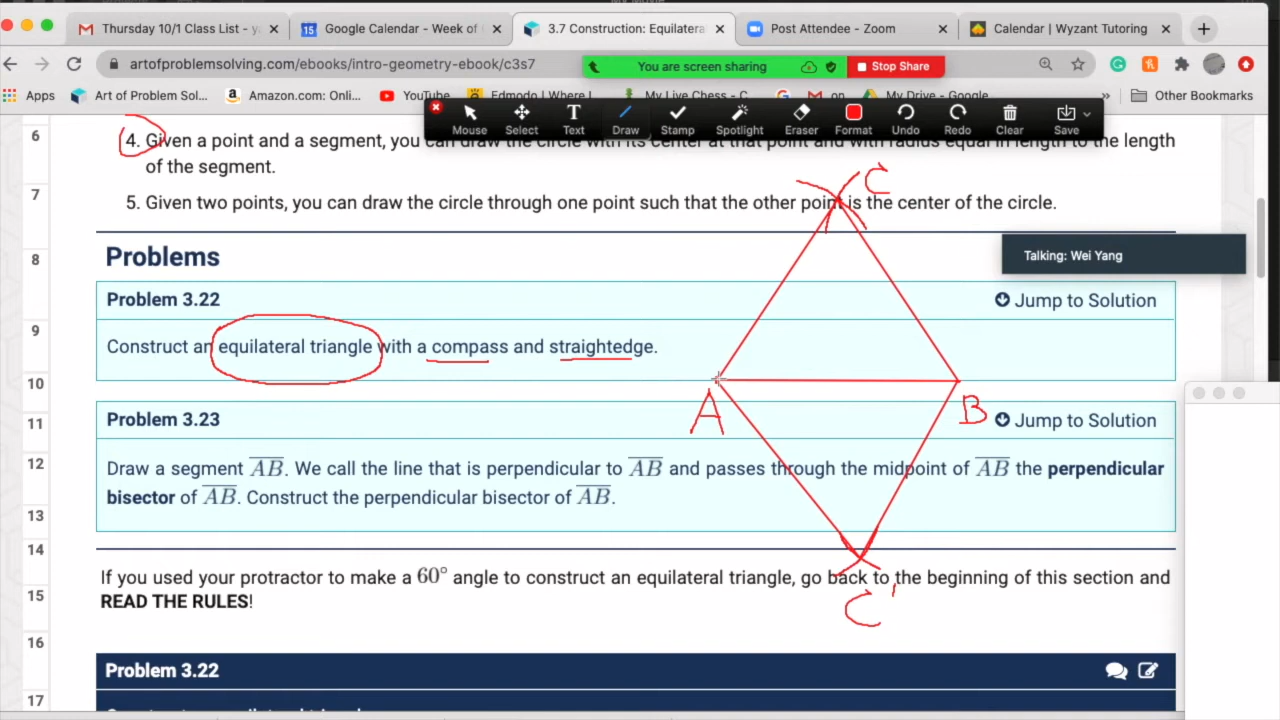 Thursday 10/1 Class List - y
Google Calendar - Week of
3.7 Construction: Equilatera
Post Attendee - Zoom
Calendar | Wyzant Tutoring
artofproblemsolving.com/ebooks/intro-geometry-ebook/c3s7
You are screen sharing
Stop Share
Apps
Art of Problem Sol...
Amazon.com: Onli...
YouTube
Edmodo | Where L
My Live Chess - C
on
My Drive - Google
Other Bookmarks
Mouse
Select
Text
Draw
Stamp
Spotlight
Eraser
Format
Undo
Redo
Clear
Save
6
4. Given a point and a segment, you can draw the circle with its center at that point and with radius equal in length to the length
of the segment.
C
7
5. Given two points, you can draw the circle through one point such that the other point is the center of the circle.
8
Problems
Talking: Wei Yang
Problem 3.22
Jump to Solution
9
Construct an equilateral triangle with a compass and straightedge.
10
A
B
11
Problem 3.23
Jump to Solution
12
Draw a segment AB. We call the line that is perpendicular to AB and passes through the midpoint of AB the perpendicular
bisector of AB. Construct the perpendicular bisector of AB.
13
14
If you used your protractor to make a 60° angle to construct an equilateral triangle, go back to the beginning of this section and
15
READ THE RULES!
C'
16
Problem 3.22
17